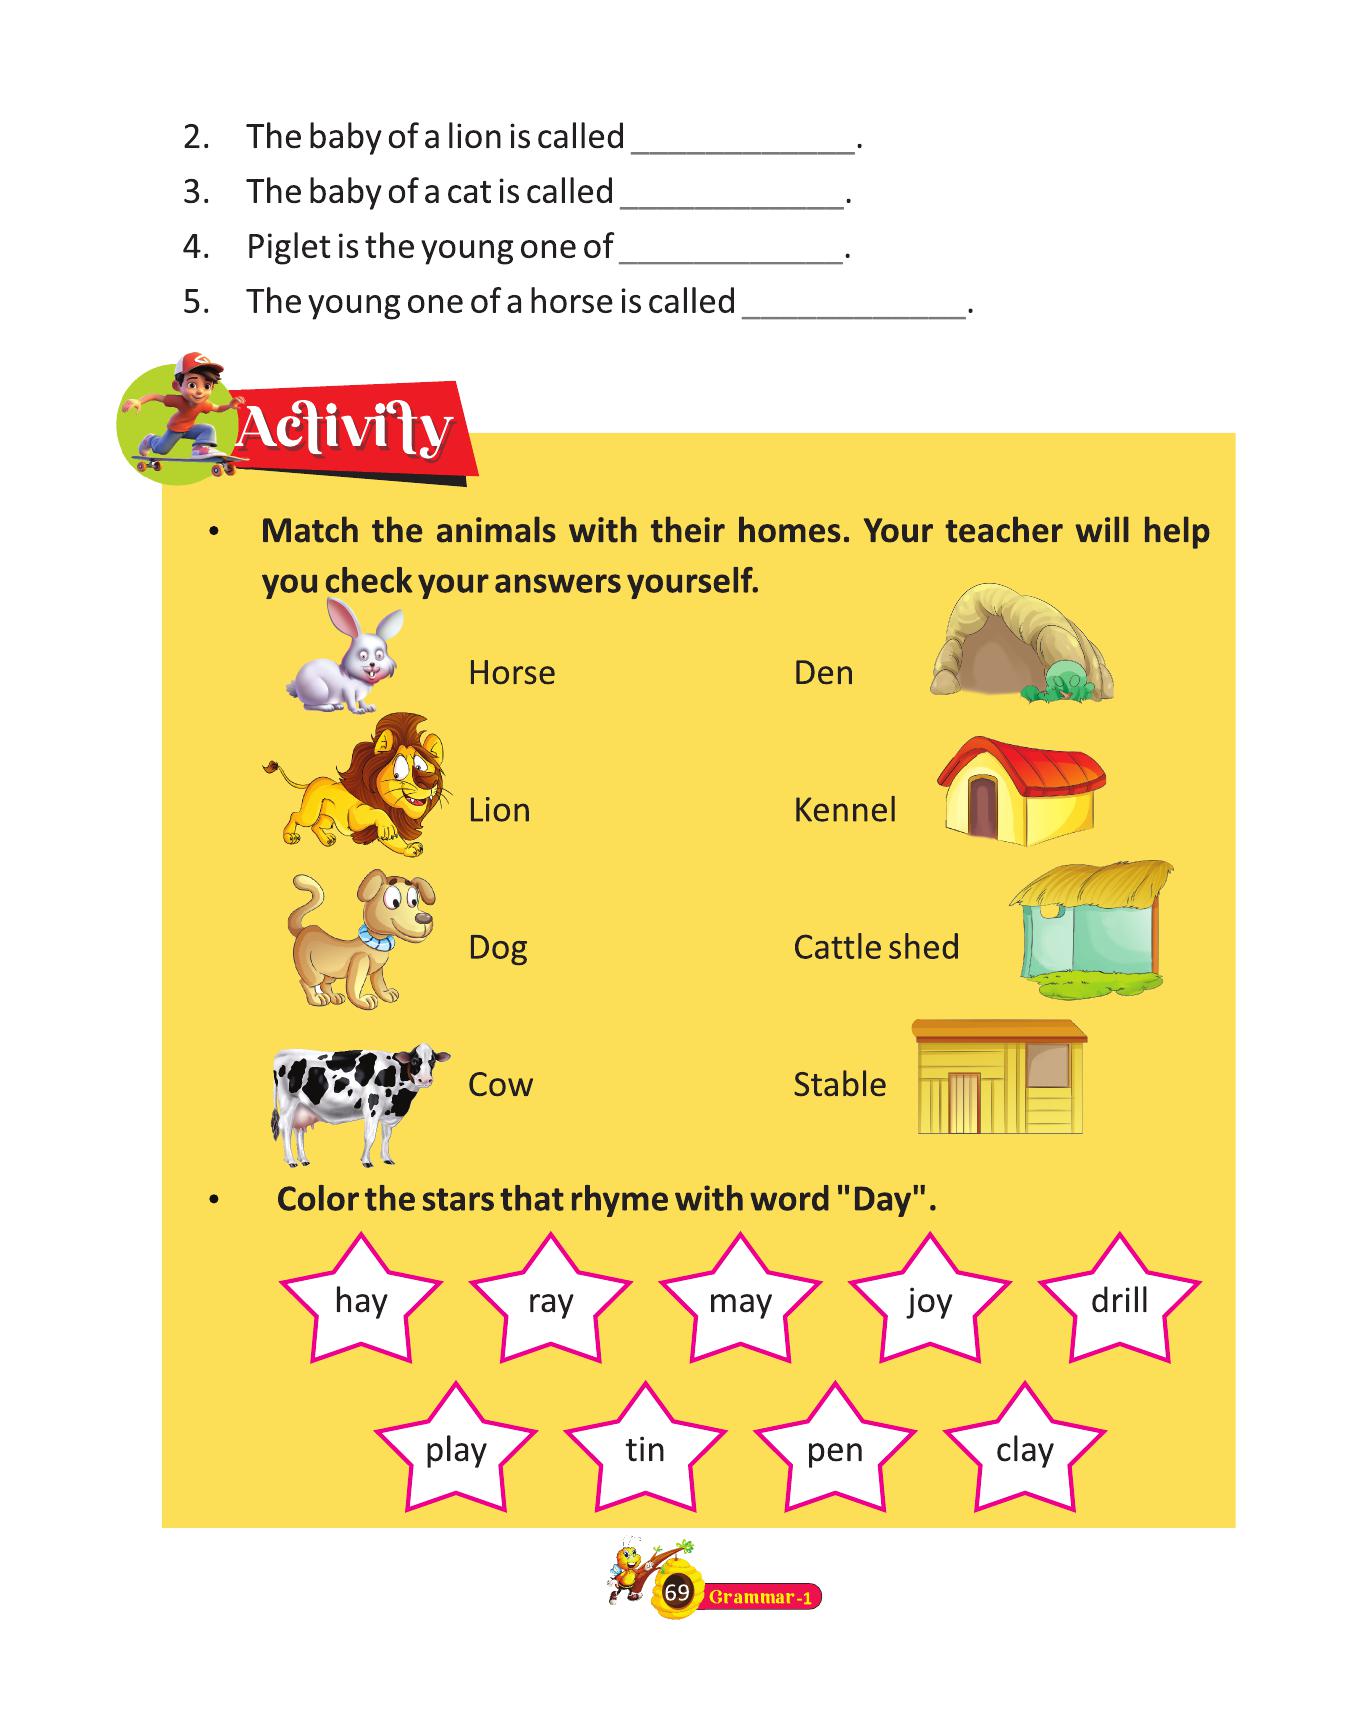 2. The baby of a lion is called ____________.
3. The baby of a cat is called ____________.
4. Piglet is the young one of ____________.
5. The young one of a horse is called ____________.
Activity
• Match the animals with their homes. Your teacher will help
you check your answers yourself.
Horse Den
Lion Kennel
Dog Cattle shed
Cow Stable
• Color the stars that rhyme with word "Day".
hay ray may joy drill
play tin pen clay
69 Grammar-1